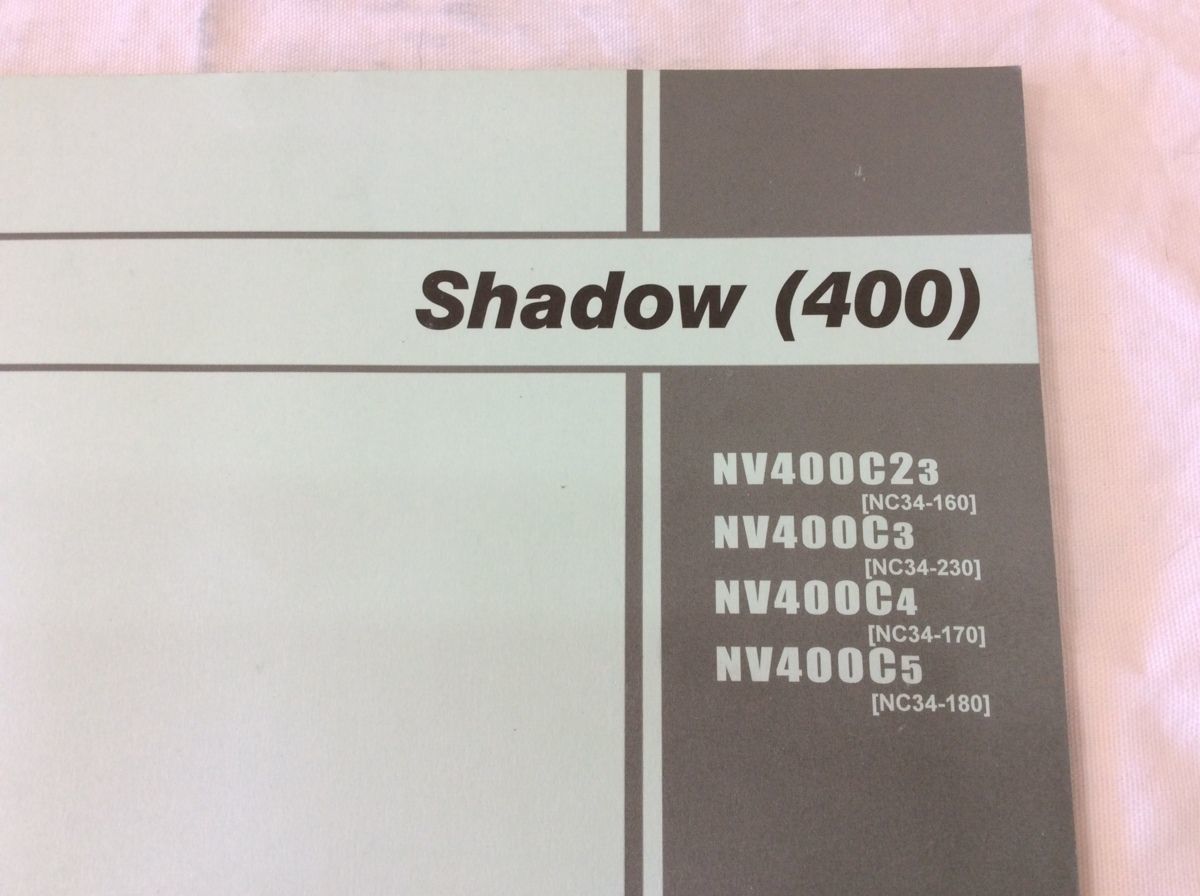 Shadow (400)
NV400C23
[NC34-160]
NV400C3
[NC34-230]
NV400C4
[NC34-170]
NV400C5
[NC34-180]